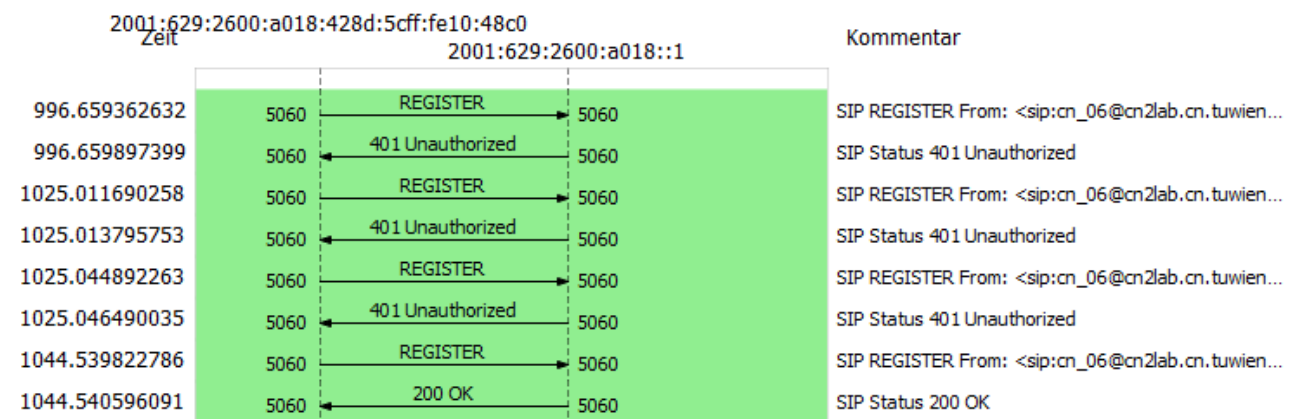 2001:629:2600:a018:428d:5cff:fe10:48c0
Zeit 2001:629:2600:a018::1 Kommentar
996.659362632 5060 REGISTER 5060 SIP REGISTER From: <sip:cn_06@cn2lab.cn.tuwien...
996.659897399 5060 401 Unauthorized 5060 SIP Status 401 Unauthorized
1025.011690258 5060 REGISTER 5060 SIP REGISTER From: <sip:cn_06@cn2lab.cn.tuwien...
1025.013795753 5060 401 Unauthorized 5060 SIP Status 401 Unauthorized
1025.044892263 5060 REGISTER 5060 SIP REGISTER From: <sip:cn_06@cn2lab.cn.tuwien...
1025.046490035 5060 401 Unauthorized 5060 SIP Status 401 Unauthorized
1044.539822786 5060 REGISTER 5060 SIP REGISTER From: <sip:cn_06@cn2lab.cn.tuwien...
1044.540596091 5060 200 OK 5060 SIP Status 200 OK